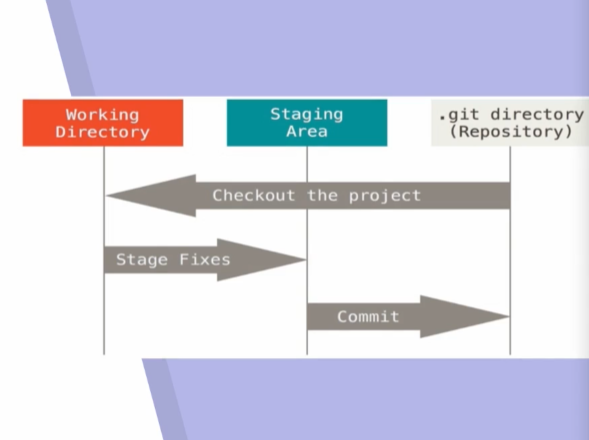 Working
Directory
Staging
Area
.git directory
(Repository)
Checkout the project
Stage Fixes
Commit